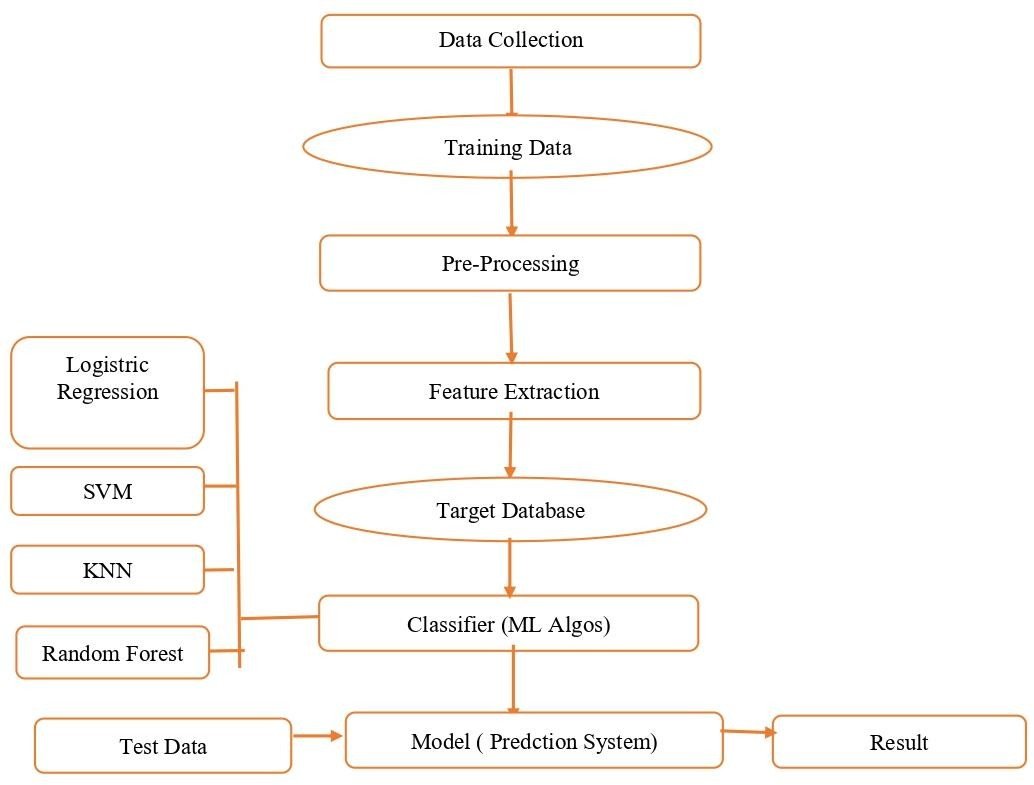 Data Collection
Training Data
Pre-Processing
Feature Extraction
Target Database
Classifier (ML Algos)
Logistric
Regression
SVM
KNN
Random Forest
Test Data
Model ( Predction System)
Result